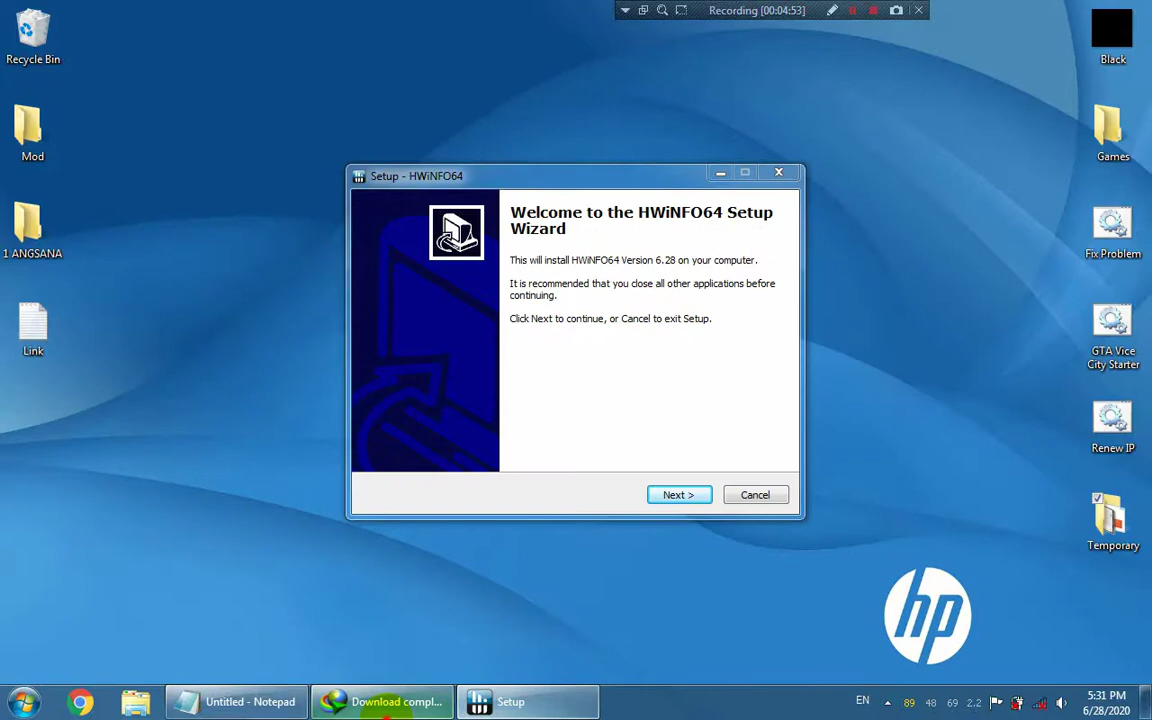 Recording [00:04:53]
Recycle Bin
Mod
1 ANGSANA
Link
Setup - HWiNFO64
Welcome to the HWiNFO64 Setup
Wizard
This will install HWiNFO64 Version 6.28 on your computer.
It is recommended that you close all other applications before
continuing.
Click Next to continue, or Cancel to exit Setup.
Next >
Cancel
Black
Games
Fix Problem
GTA Vice
City Starter
Renew IP
Temporary
hp
Untitled - Notepad
Download compl...
Setup
EN
89 48 69 2.2
5:31 PM
6/28/2020